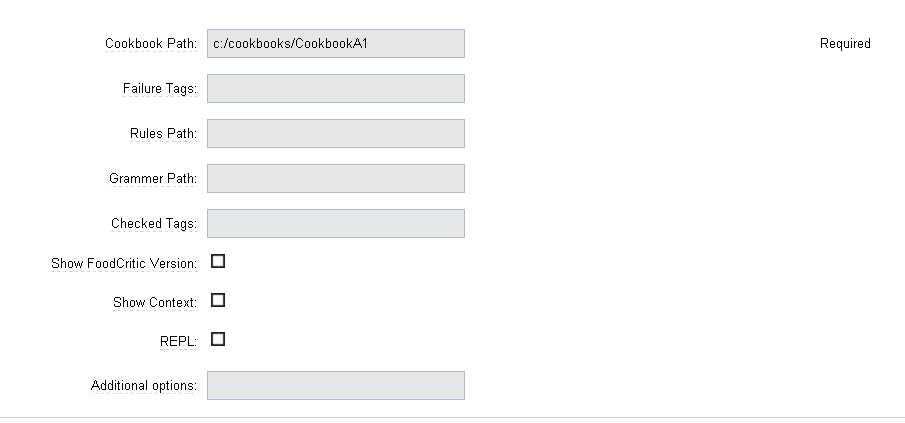 Cookbook Path: c:/cookbooks/CookbookA1 Required
Failure Tags:
Rules Path:
Grammer Path:
Checked Tags:
Show FoodCritic Version:
Show Context:
REPL:
Additional options: